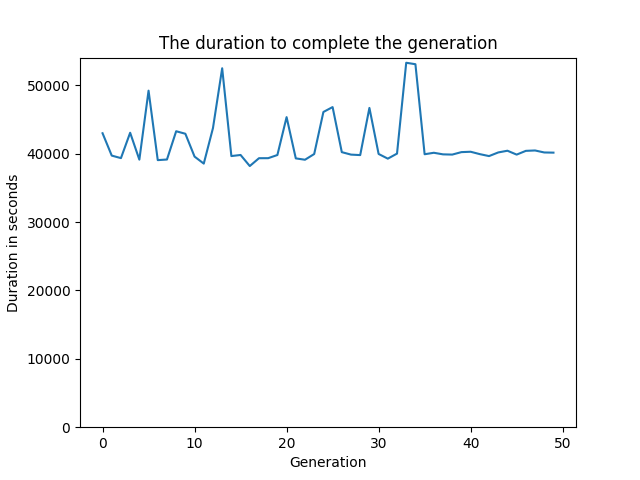 The duration to complete the generation
50000
40000
30000
20000
10000
0
Duration in seconds
0 10 20 30 40 50
Generation